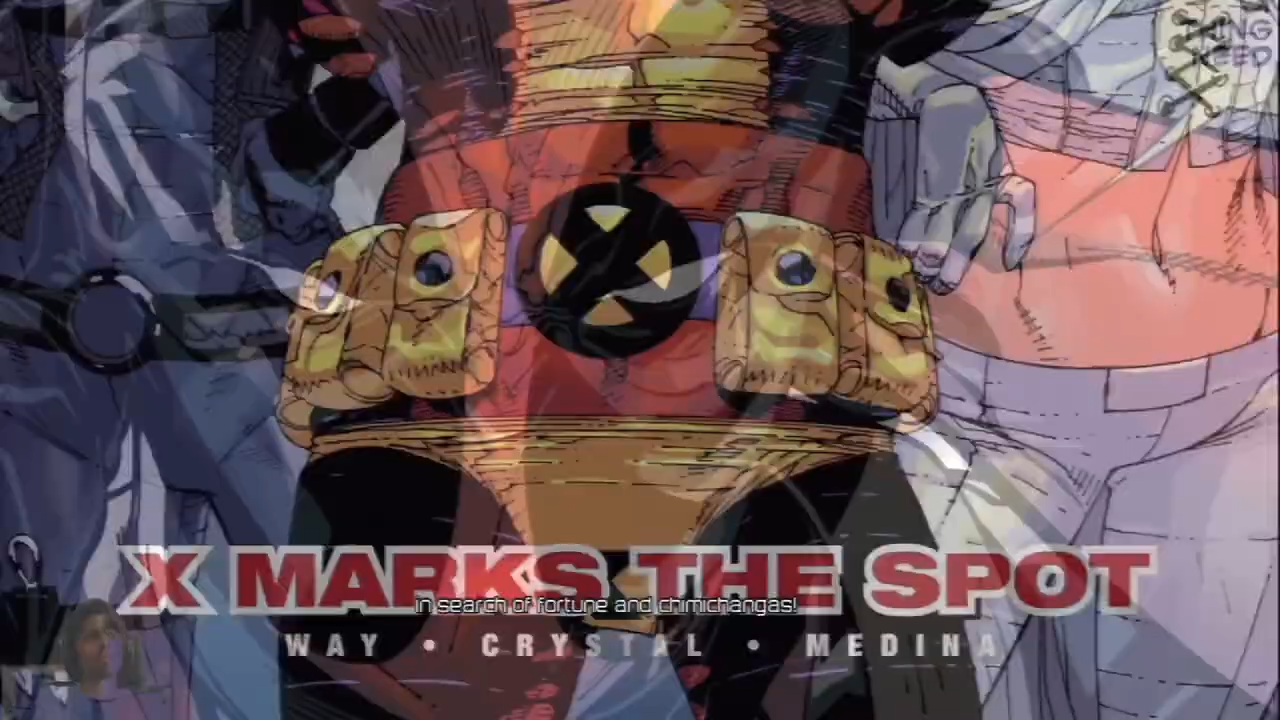 X MARKS THE SPOT
in search of fortune and chimichangas!
WAY • CRYSTAL • MEDINA